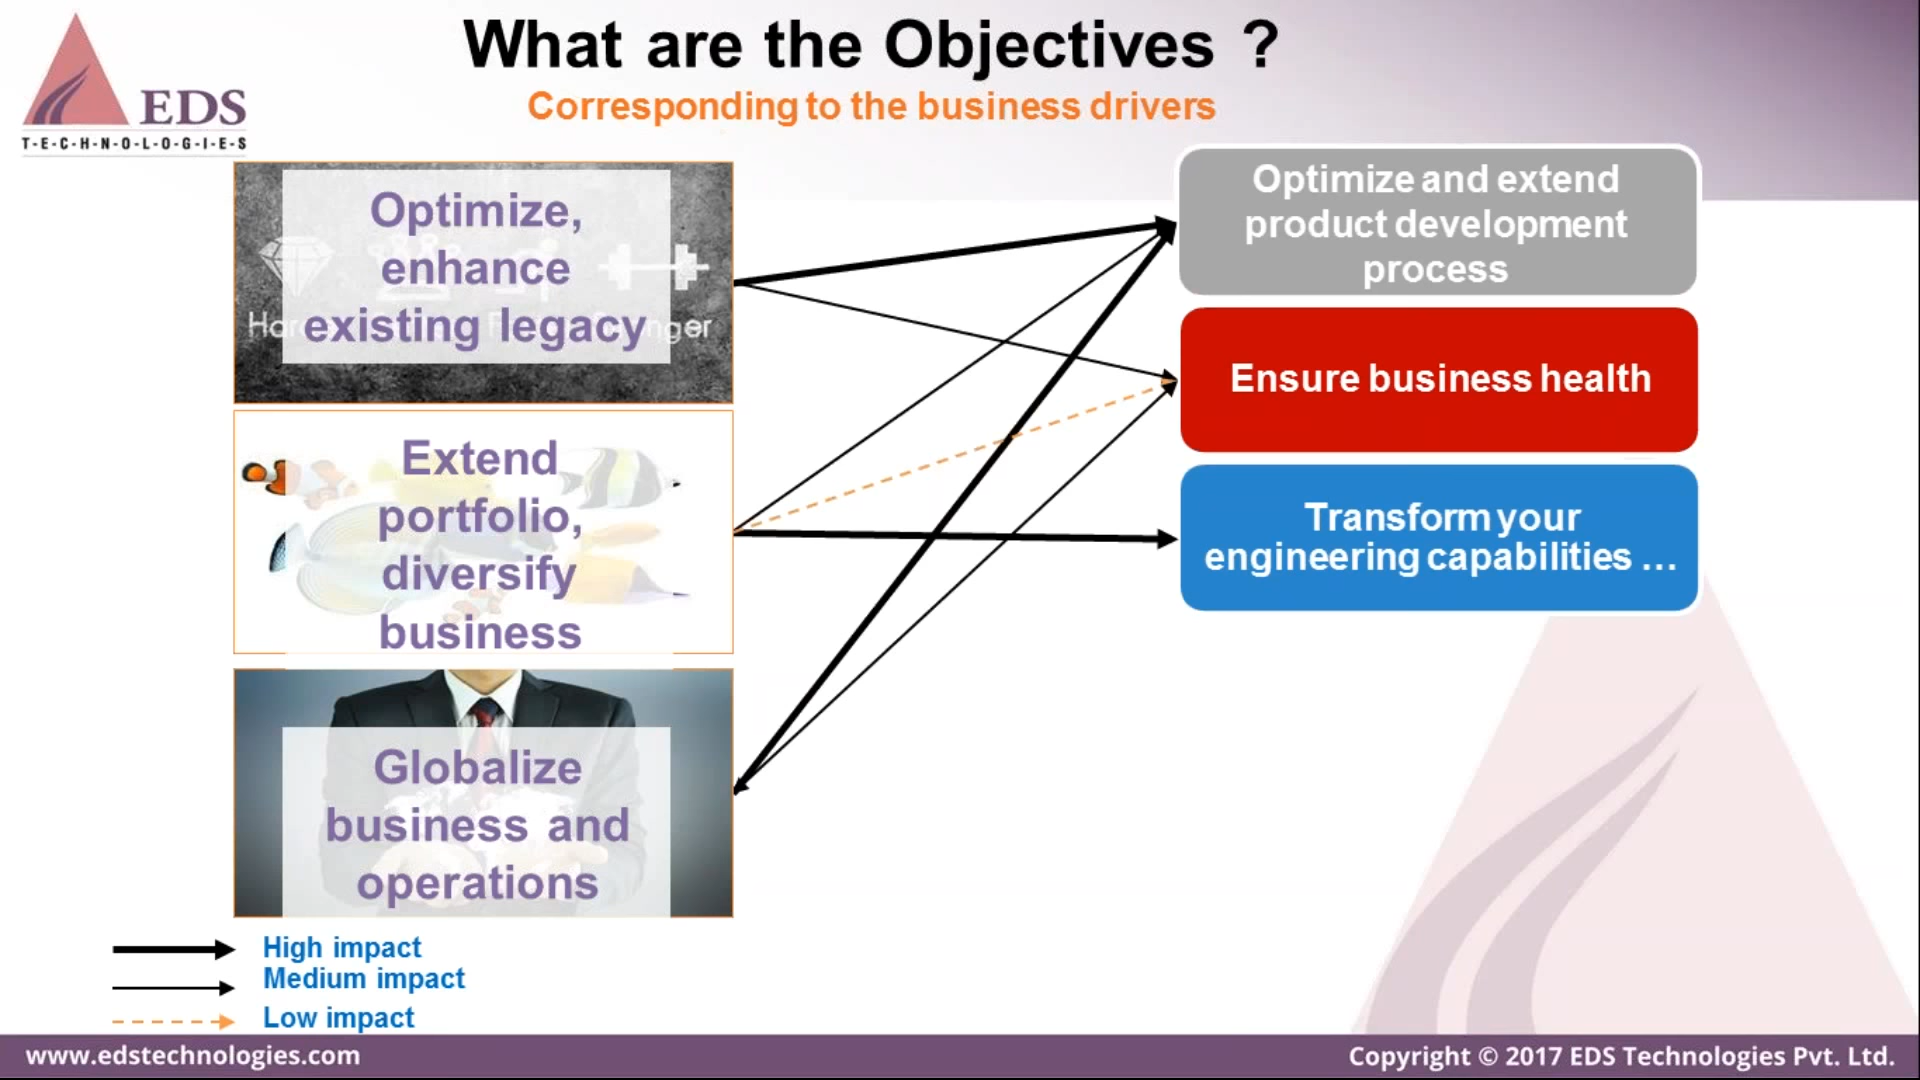 What are the Objectives ?
Corresponding to the business drivers
EDS
T-E-C-H-N-O-L-O-G-I-E-S
Optimize,
enhance
existing legacy
Extend
portfolio,
diversify
business
Globalize
business and
operations
Optimize and extend
product development
process
Ensure business health
Transform your
engineering capabilities ...
High impact
Medium impact
Low impact
www.edstechnologies.com
Copyright © 2017 EDS Technologies Pvt. Ltd.